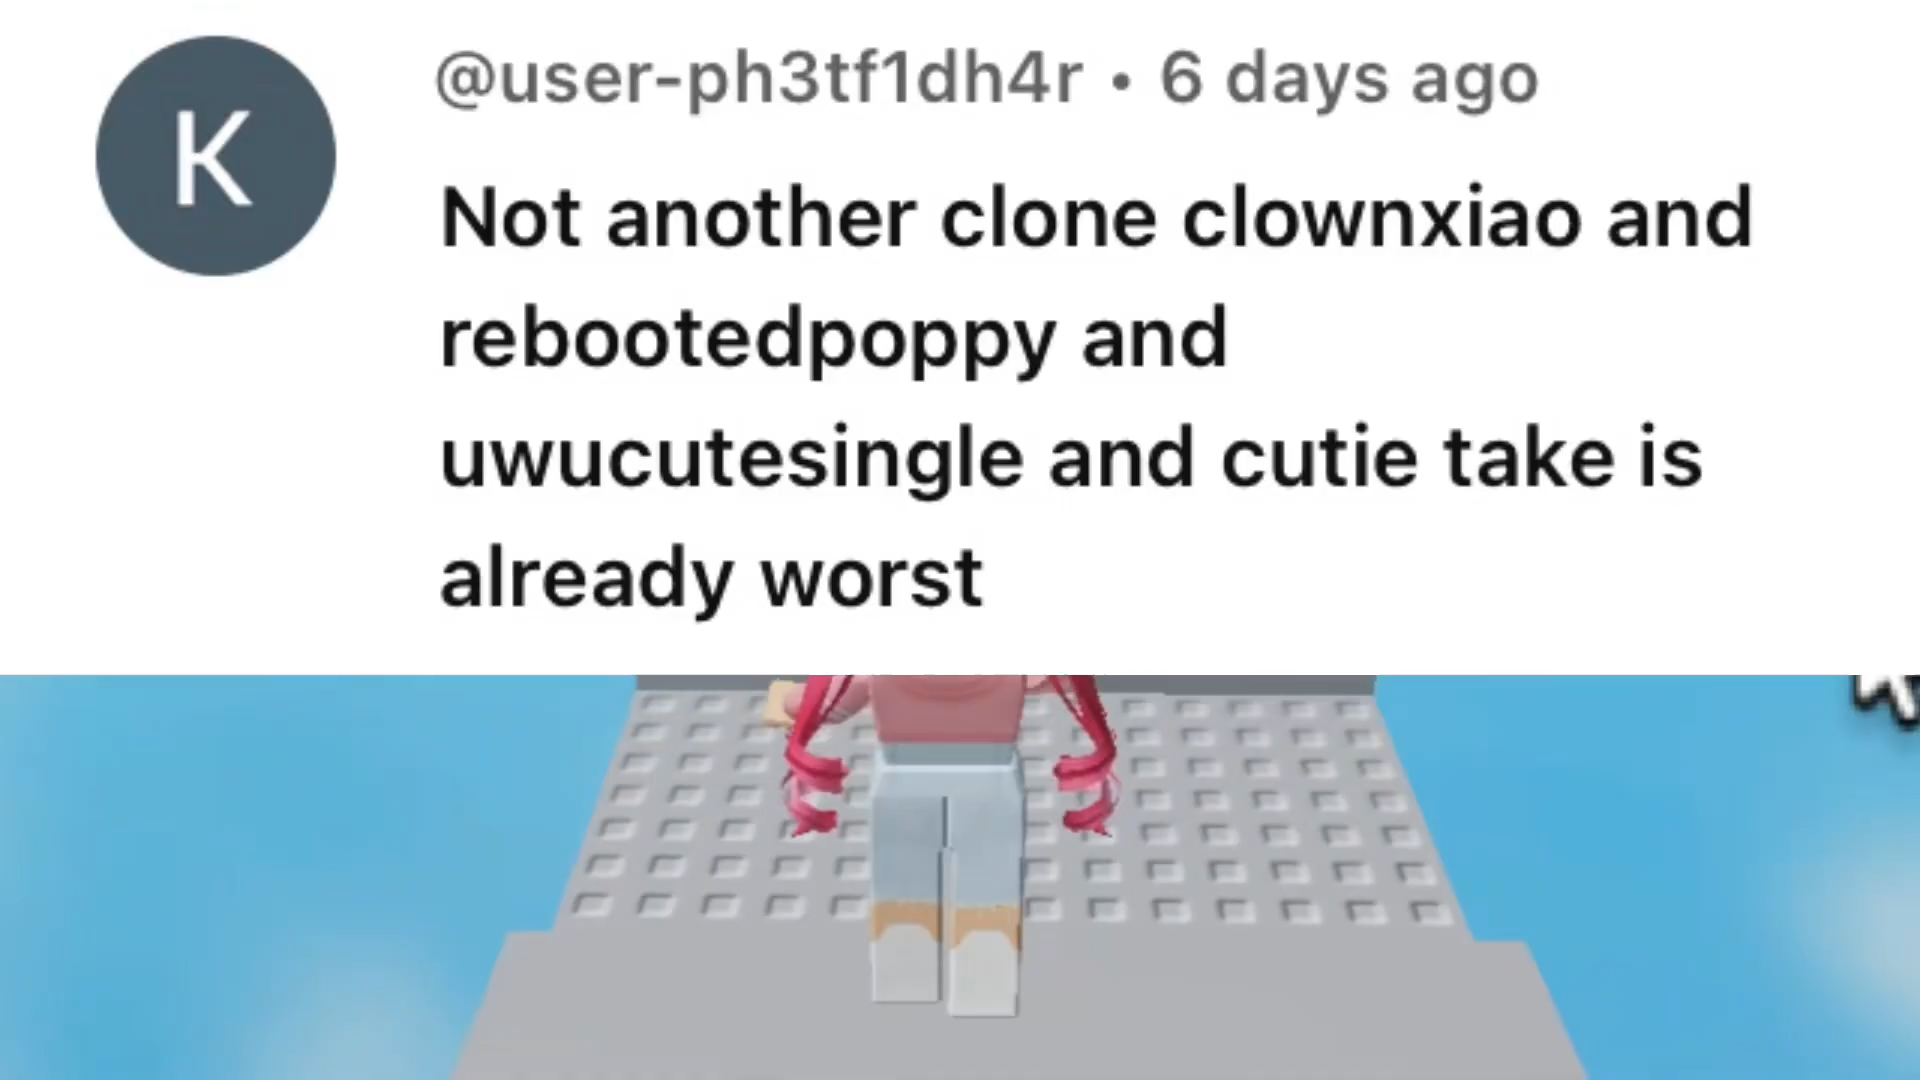 K
@user-ph3tf1dh4r • 6 days ago
Not another clone clownxiao and
rebootedpoppy and
uwucutesingle and cutie take is
already worst